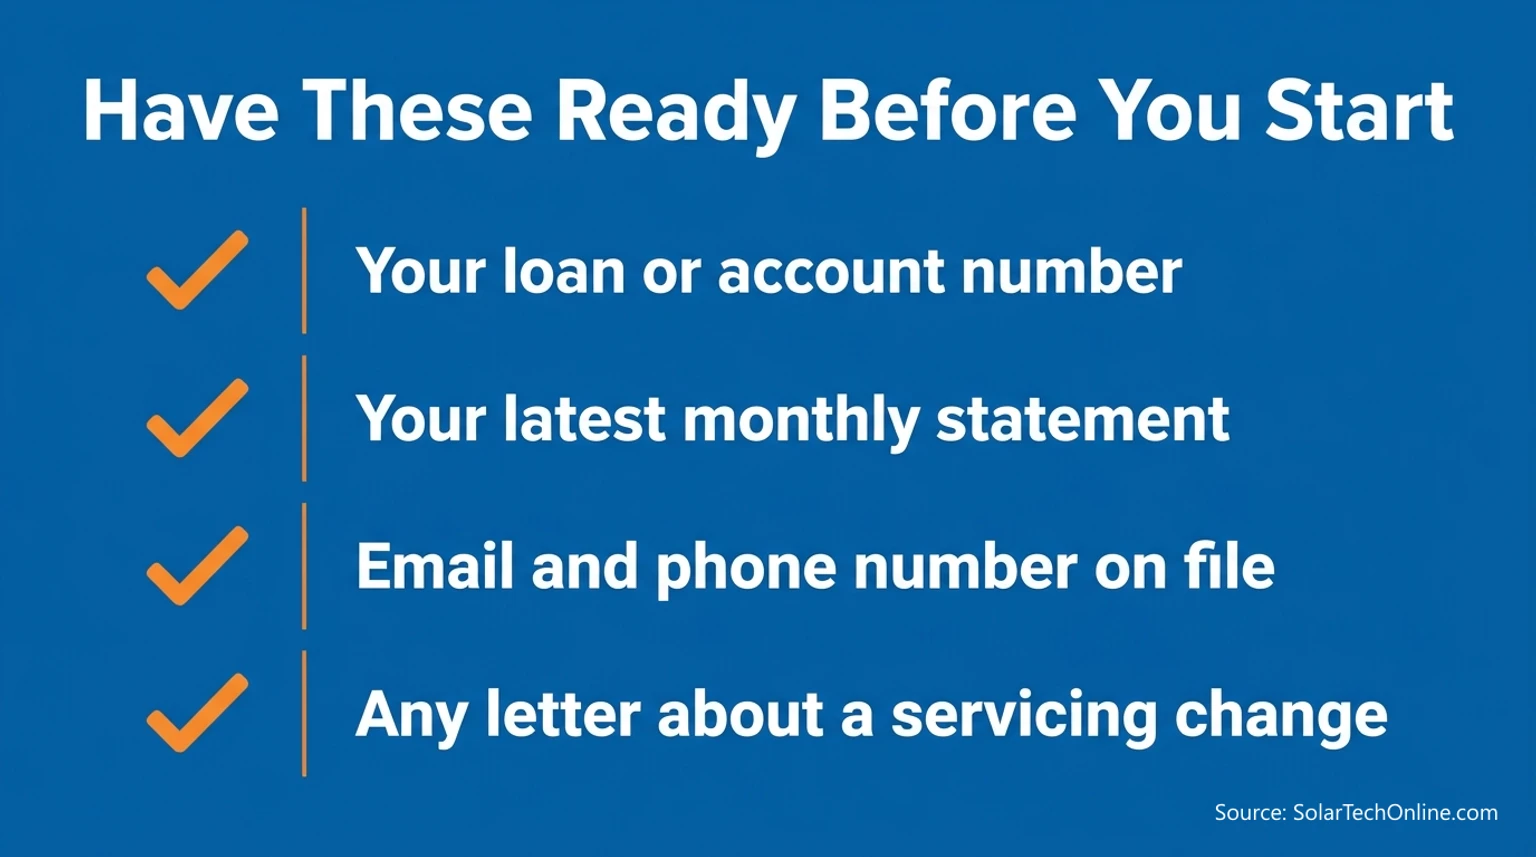 Have These Ready Before You Start
Your loan or account number
Your latest monthly statement
Email and phone number on file
Any letter about a servicing change
Source: SolarTechOnline.com